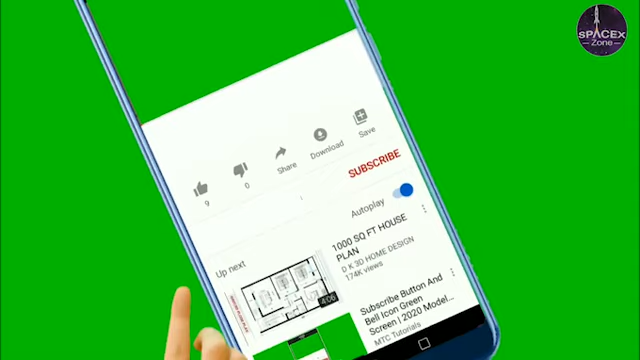 SPACEX
Zone
9
0
Share
Download
Save
SUBSCRIBE
Autoplay
Up next
1000 SQ FT HOUSE
PLAN
D K 3D HOME DESIGN
174K views
4:06
Subscribe Button And
Bell Icon Green
Screen | 2020 Model...
MTC Tutorials